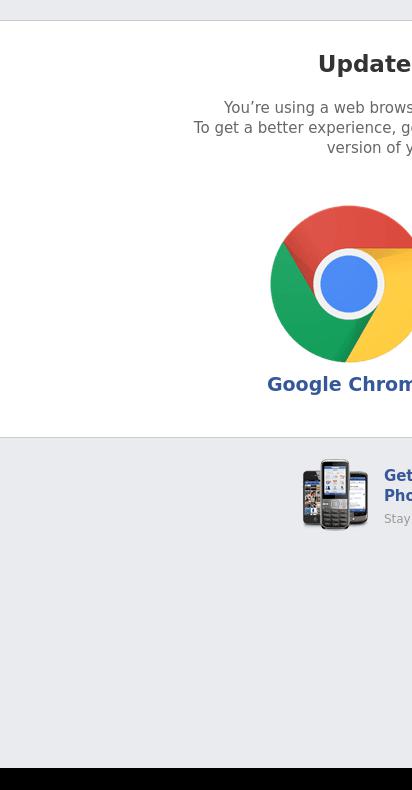 Update
You’re using a web brows
To get a better experience, g
version of y
Google Chrom
Get
Pho
Stay